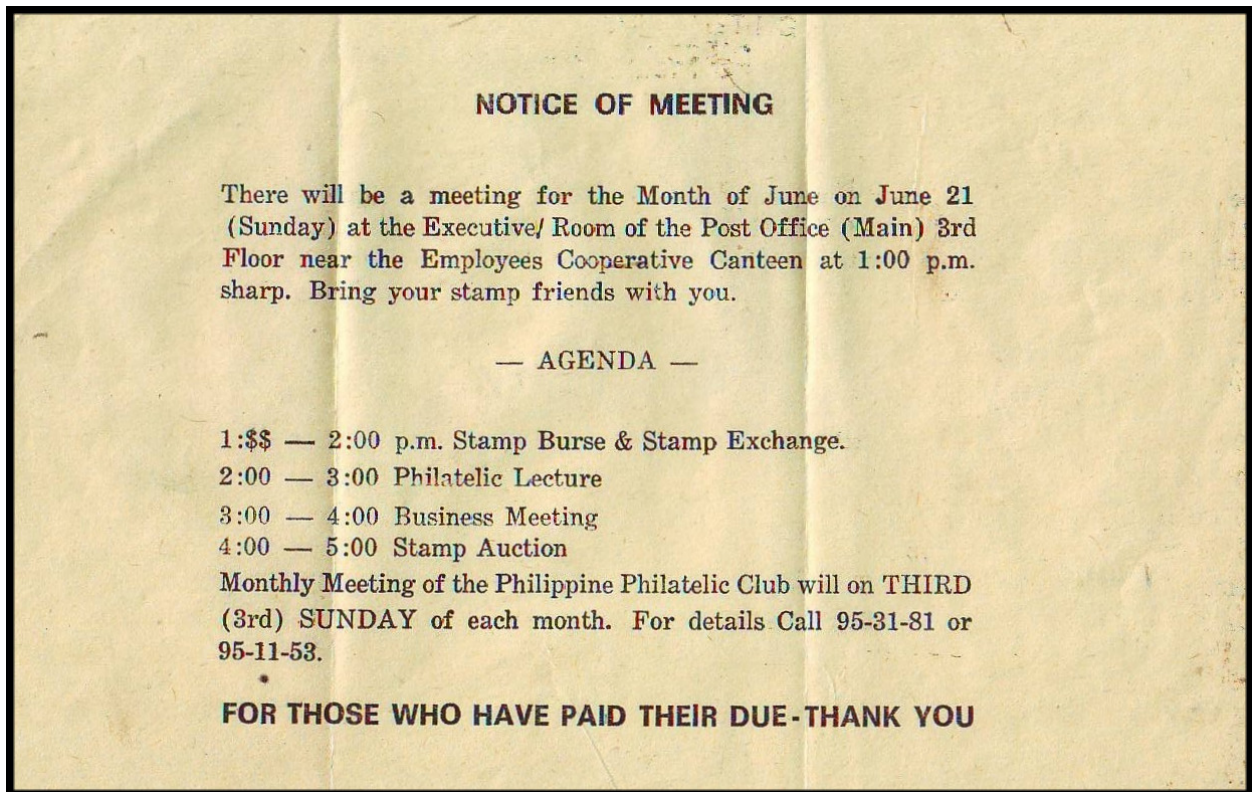 NOTICE OF MEETING
There will be a meeting for the Month of June on June 21
(Sunday) at the Executive/ Room of the Post Office (Main) 3rd
Floor near the Employees Cooperative Canteen at 1:00 p.m.
sharp. Bring your stamp friends with you.
— AGENDA —
1:$$ — 2:00 p.m. Stamp Burse & Stamp Exchange.
2:00 — 3:00 Philatelic Lecture
3:00 — 4:00 Business Meeting
4:00 — 5:00 Stamp Auction
Monthly Meeting of the Philippine Philatelic Club will on THIRD
(3rd) SUNDAY of each month. For details Call 95-31-81 or
95-11-53.
FOR THOSE WHO HAVE PAID THEIR DUE-THANK YOU